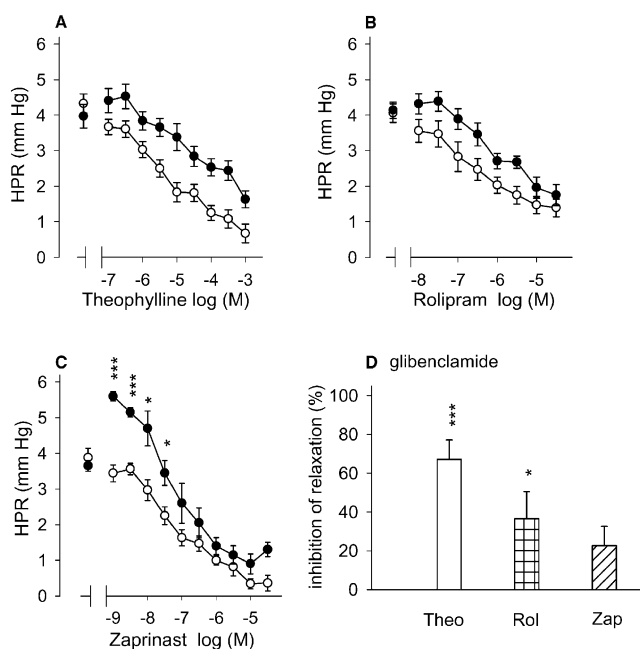 A
B
6
5
4
3
2
1
0
HPR (mm Hg)
-7 -6 -5 -4 -3
Theophylline log (M)
6
5
4
3
2
1
0
HPR (mm Hg)
-8 -7 -6 -5
Rolipram log (M)
C
***
***
*
*
6
5
4
3
2
1
0
HPR (mm Hg)
-9 -8 -7 -6 -5
Zaprinast log (M)
D glibenclamide
***
*
100
80
60
40
20
0
inhibition of relaxation (%)
Theo Rol Zap